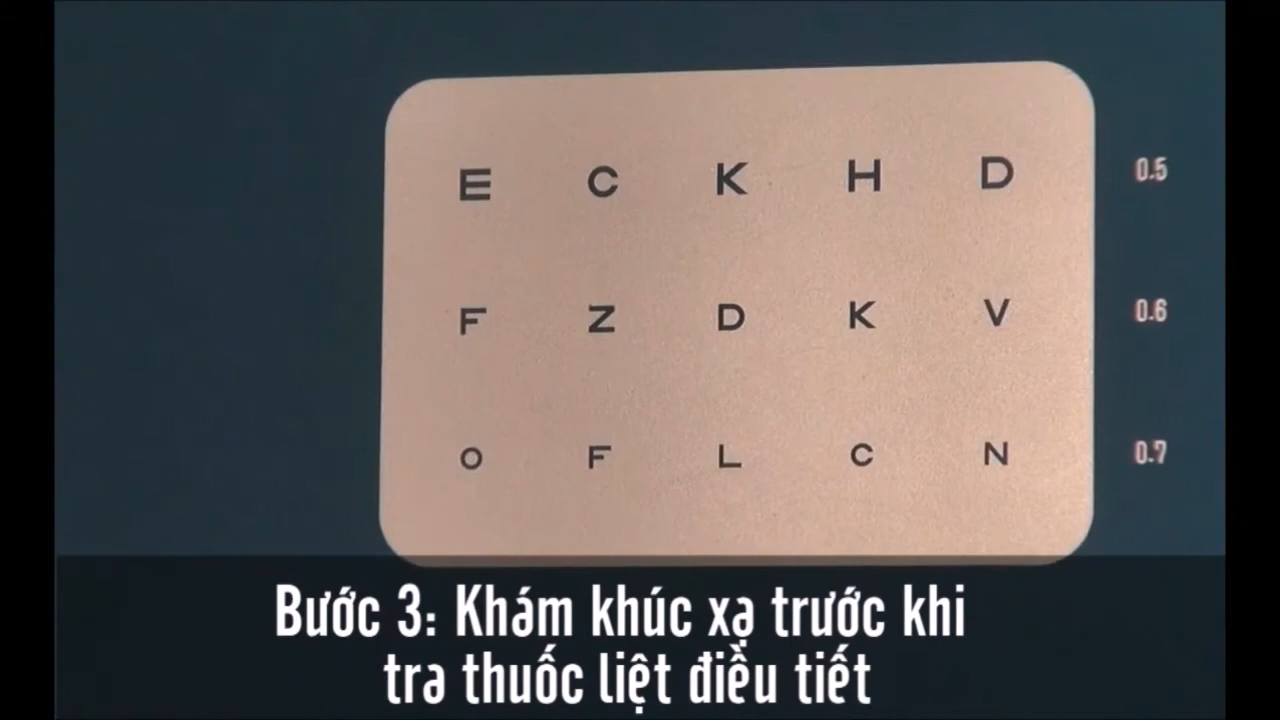 E C K H D 0.5
F Z D K V 0.6
O F L C N 0.7
Bước 3: Khám khúc xạ trước khi
tra thuốc liệt điều tiết